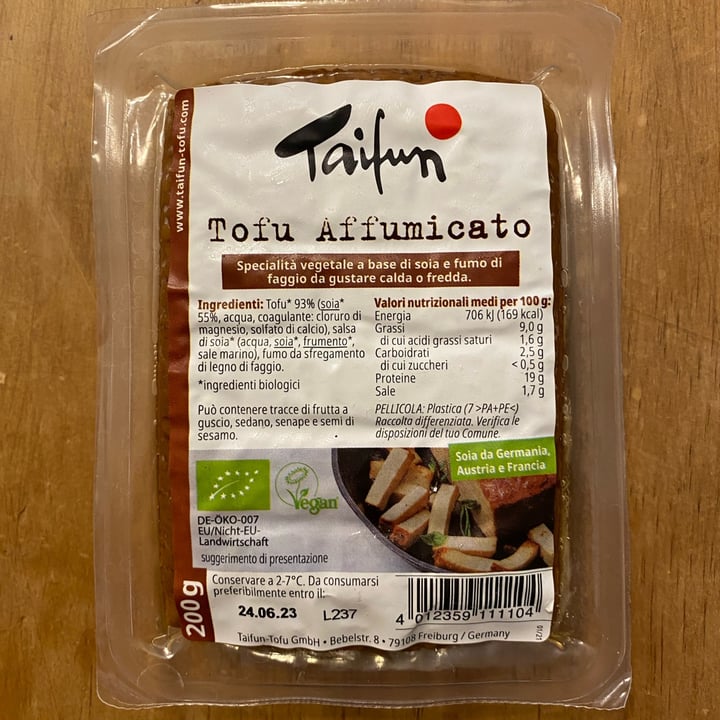 www.taifun-tofu.com
Taifun
Tofu Affumicato
Specialità vegetale a base di soia e fumo di
faggio da gustare calda o fredda.
Ingredienti: Tofu* 93% (soia*
55%, acqua, coagulante: cloruro di
magnesio, solfato di calcio), salsa
di soia* (acqua, soia*, frumento*,
sale marino), fumo da sfregamento
di legno di faggio.
*ingredienti biologici
Può contenere tracce di frutta a
guscio, sedano, senape e semi di
sesamo.
Valori nutrizionali medi per 100 g:
Energia 706 kJ (169 kcal)
Grassi 9,0 g
di cui acidi grassi saturi 1,6 g
Carboidrati 2,5 g
di cui zuccheri < 0,5 g
Proteine 19 g
Sale 1,7 g
PELLICOLA: Plastica (7 >PA+PE<)
Raccolta differenziata. Verifica le
disposizioni del tuo Comune.
Soia da Germania,
Austria e Francia
Vegan
DE-ÖKO-007
EU/Nicht-EU-
Landwirtschaft
suggerimento di presentazione
200g
Conservare a 2-7°C. Da consumarsi
preferibilmente entro il:
24.06.23 L237
4 012359 111104
01/21
Taifun-Tofu GmbH • Bebelstr. 8 • 79108 Freiburg / Germany